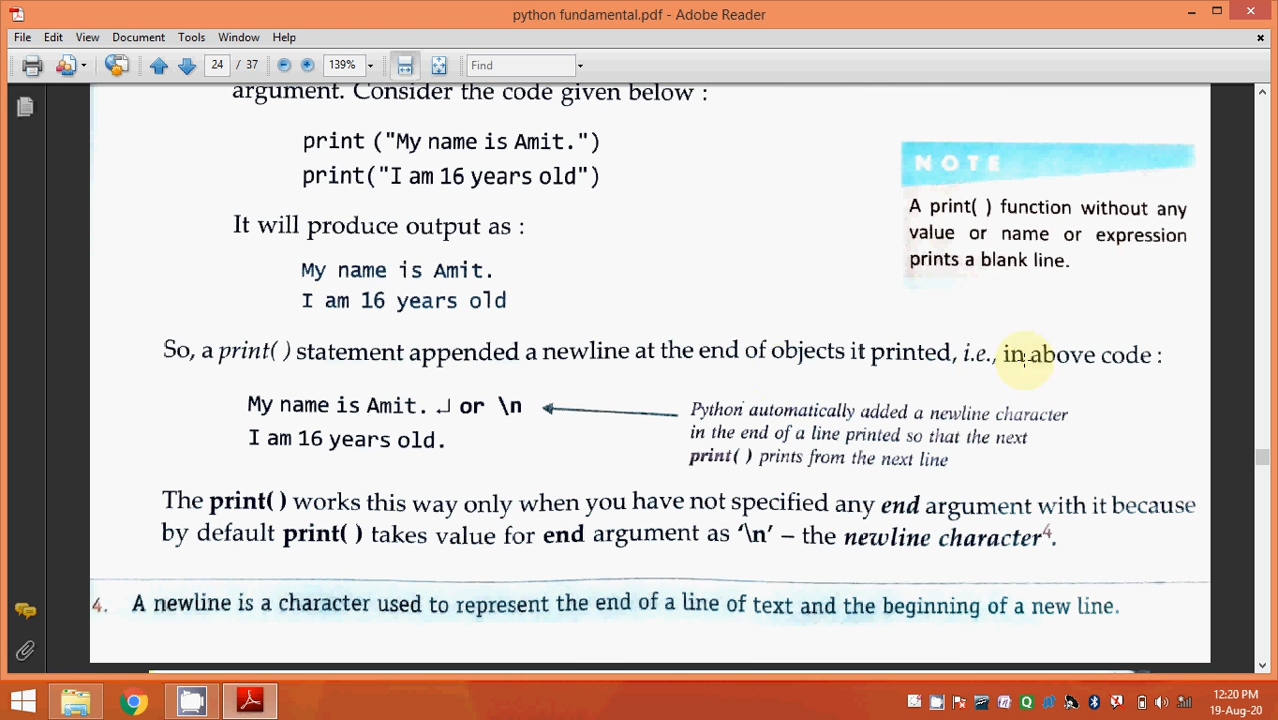 python fundamental.pdf - Adobe Reader
File Edit View Document Tools Window Help
24 / 37 139% Find
argument. Consider the code given below :
print ("My name is Amit.")
print("I am 16 years old")
NOTE
A print( ) function without any
value or name or expression
prints a blank line.
It will produce output as :
My name is Amit.
I am 16 years old
So, a print( ) statement appended a newline at the end of objects it printed, i.e., in above code :
My name is Amit. ↵ or \n
I am 16 years old.
Python automatically added a newline character
in the end of a line printed so that the next
print( ) prints from the next line
The print( ) works this way only when you have not specified any end argument with it because
by default print( ) takes value for end argument as ‘\n’ – the newline character4.
4. A newline is a character used to represent the end of a line of text and the beginning of a new line.
12:20 PM
19-Aug-20